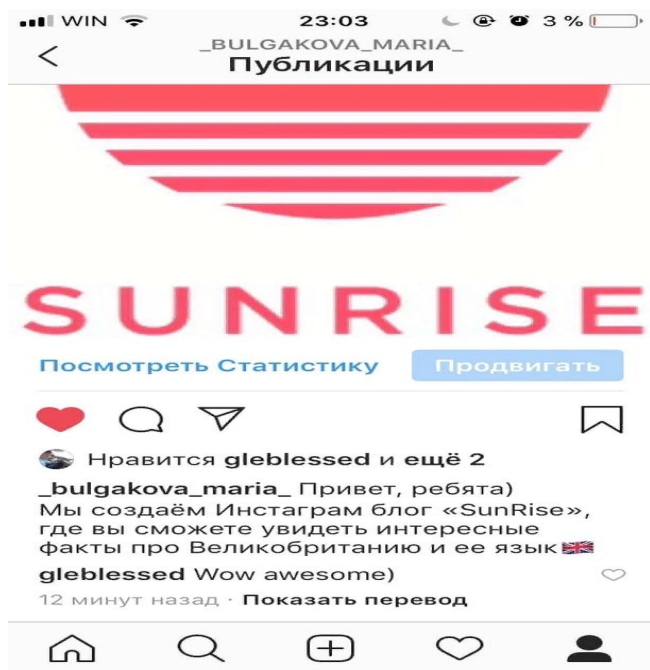 WIN 23:03 3 %
_BULGAKOVA_MARIA_
Публикации
SUNRISE
Посмотреть Статистику Продвигать
Нравится gleblessed и ещё 2
_bulgakova_maria_ Привет, ребята)
Мы создаём Инстаграм блог «SunRise»,
где вы сможете увидеть интересные
факты про Великобританию и ее язык🇬🇧
gleblessed Wow awesome)
12 минут назад · Показать перевод